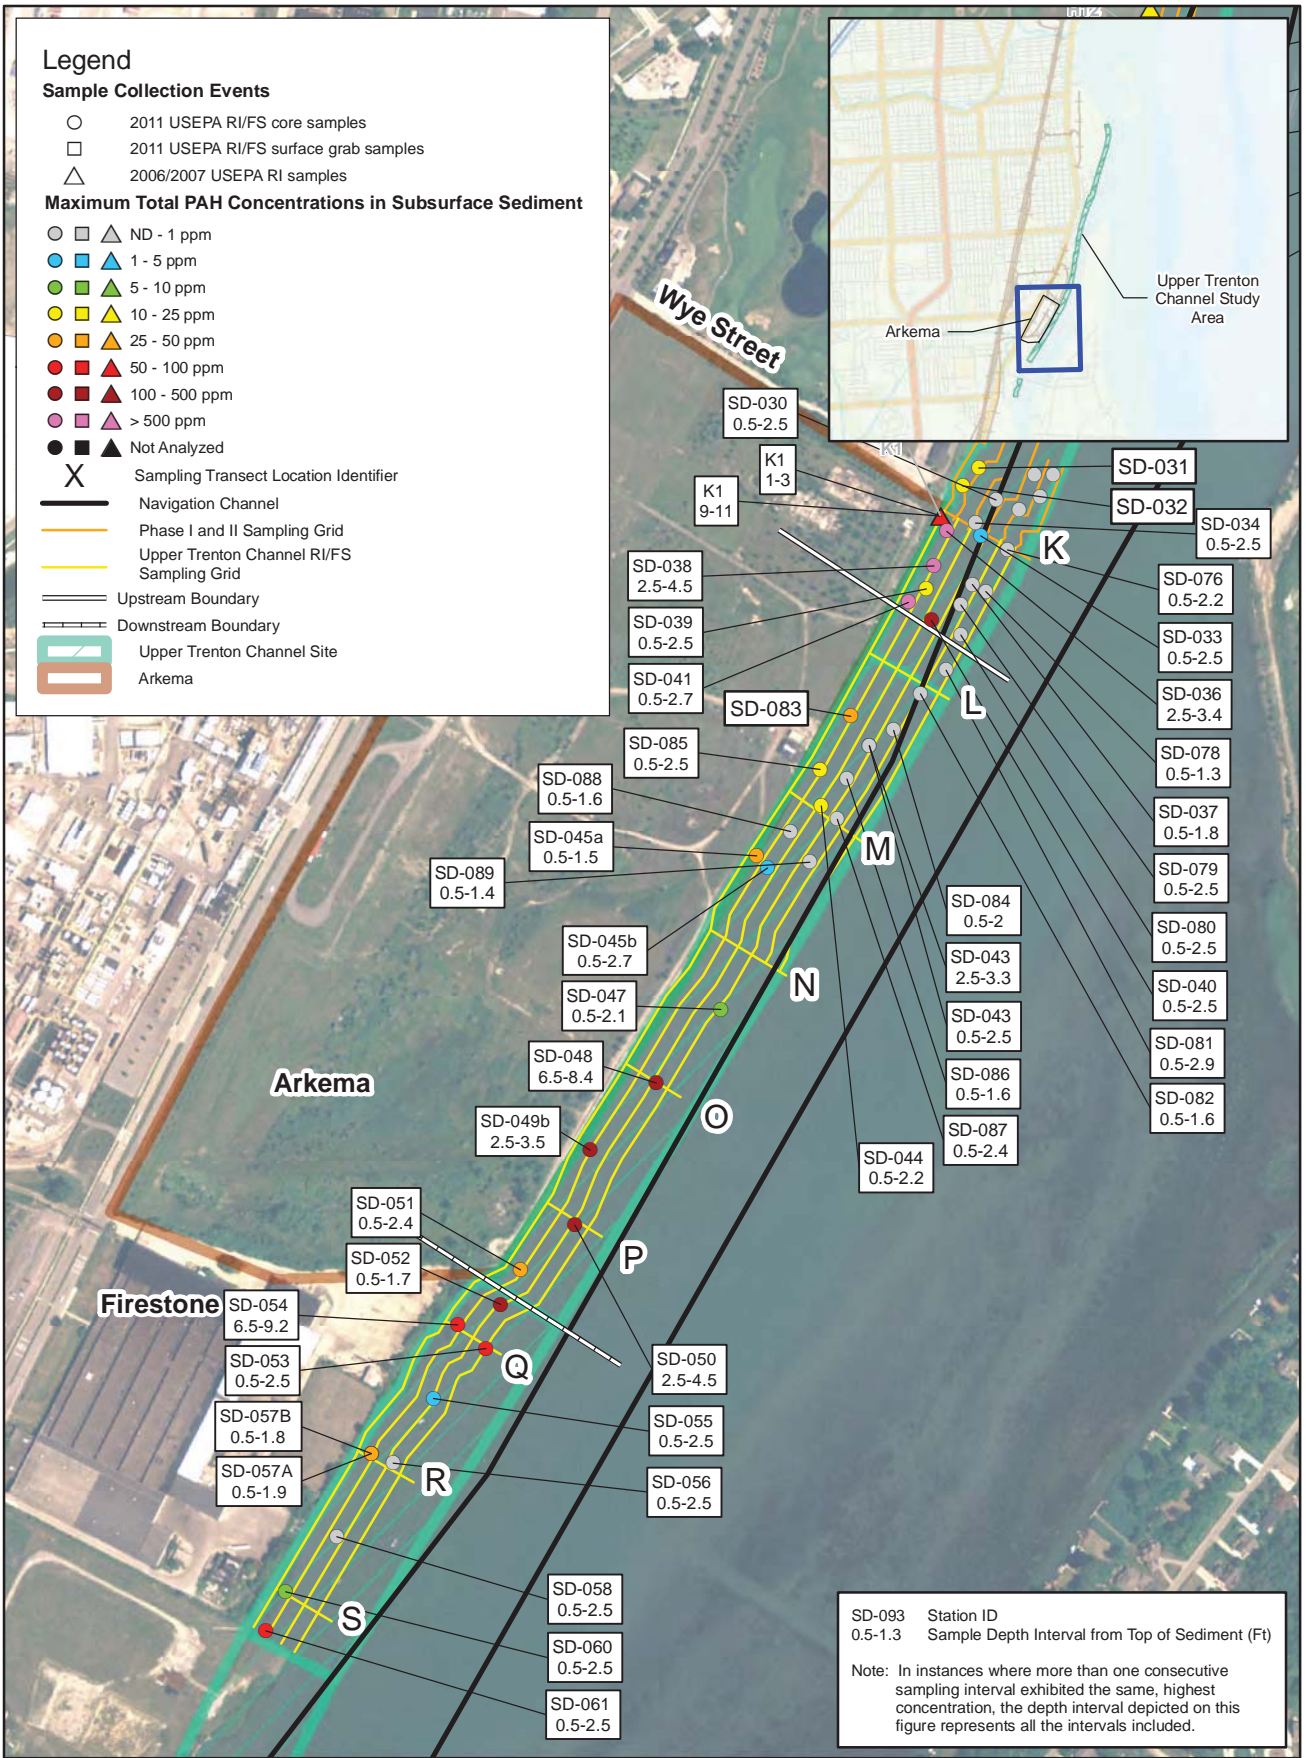 Legend
Sample Collection Events
2011 USEPA RI/FS core samples
2011 USEPA RI/FS surface grab samples
2006/2007 USEPA RI samples
Maximum Total PAH Concentrations in Subsurface Sediment
ND - 1 ppm
1 - 5 ppm
5 - 10 ppm
10 - 25 ppm
25 - 50 ppm
50 - 100 ppm
100 - 500 ppm
> 500 ppm
Not Analyzed
X Sampling Transect Location Identifier
Navigation Channel
Phase I and II Sampling Grid
Upper Trenton Channel RI/FS
Sampling Grid
Upstream Boundary
Downstream Boundary
Upper Trenton Channel Site
Arkema
Arkema
Upper Trenton
Channel Study
Area
Wye Street
SD-030
0.5-2.5
K1
K1
1-3
K1
9-11
SD-031
SD-032
SD-034
0.5-2.5
K
SD-038
2.5-4.5
SD-076
0.5-2.2
SD-039
0.5-2.5
SD-033
0.5-2.5
SD-041
0.5-2.7
SD-036
2.5-3.4
L
SD-083
SD-078
0.5-1.3
SD-085
0.5-2.5
SD-088
0.5-1.6
SD-037
0.5-1.8
SD-045a
0.5-1.5
M
SD-089
0.5-1.4
SD-079
0.5-2.5
SD-084
0.5-2
SD-080
0.5-2.5
SD-045b
0.5-2.7
SD-043
2.5-3.3
N
SD-040
0.5-2.5
SD-047
0.5-2.1
SD-043
0.5-2.5
SD-081
0.5-2.9
SD-048
6.5-8.4
SD-086
0.5-1.6
SD-082
0.5-1.6
Arkema
O
SD-049b
2.5-3.5
SD-087
0.5-2.4
SD-044
0.5-2.2
SD-051
0.5-2.4
P
SD-052
0.5-1.7
Firestone
SD-054
6.5-9.2
SD-053
0.5-2.5
Q
SD-050
2.5-4.5
SD-057B
0.5-1.8
SD-055
0.5-2.5
SD-057A
0.5-1.9
R
SD-056
0.5-2.5
SD-058
0.5-2.5
S
SD-060
0.5-2.5
SD-061
0.5-2.5
SD-093 Station ID
0.5-1.3 Sample Depth Interval from Top of Sediment (Ft)
Note: In instances where more than one consecutive
sampling interval exhibited the same, highest
concentration, the depth interval depicted on this
figure represents all the intervals included.